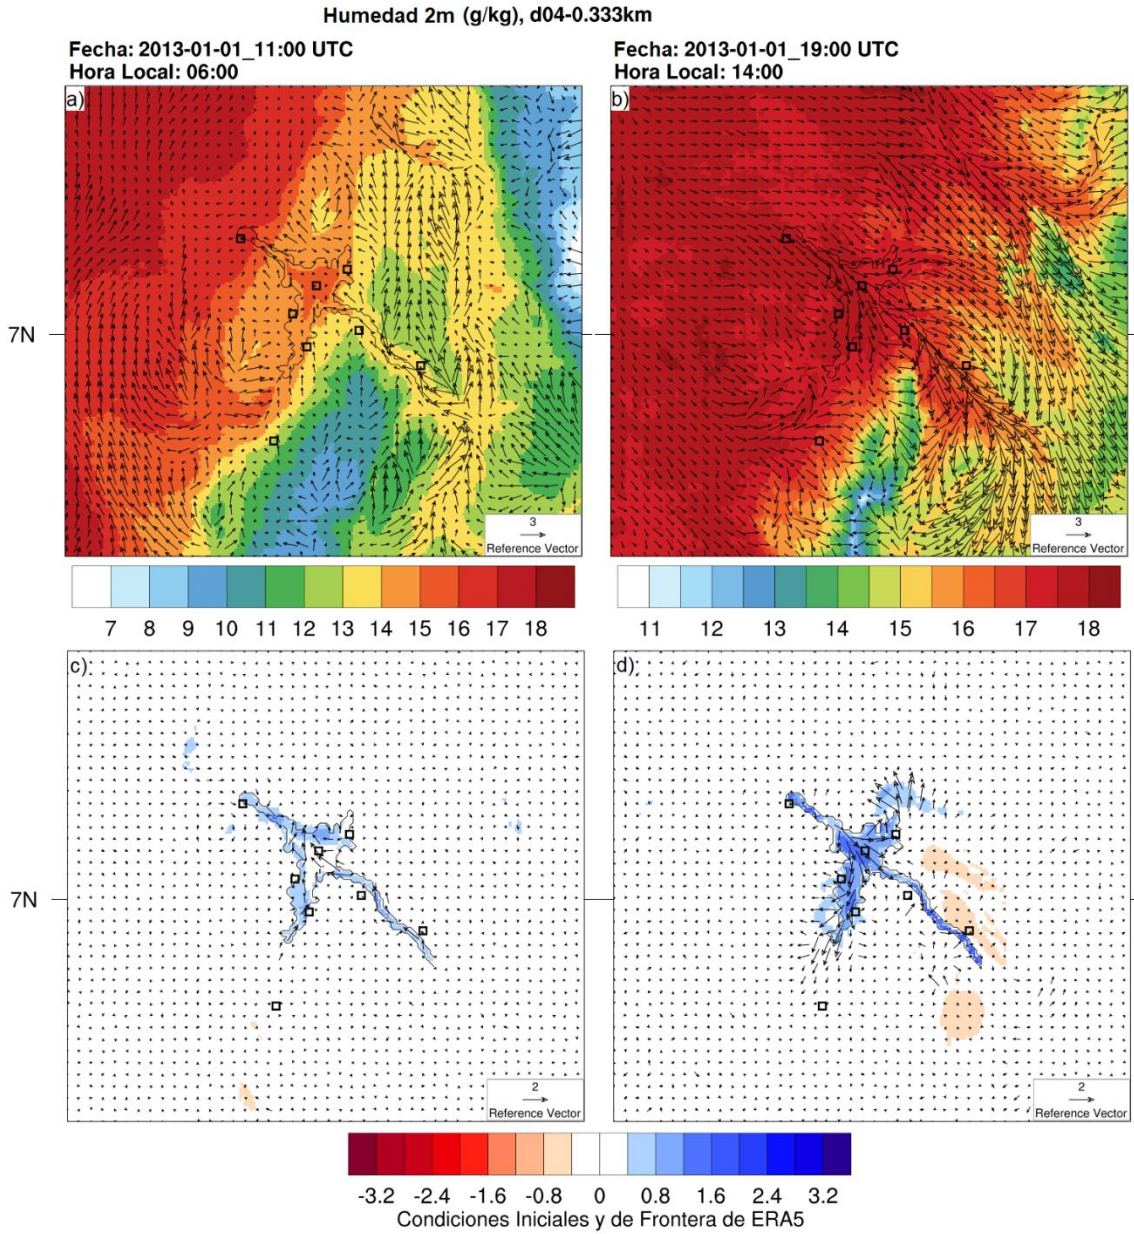 Humedad 2m (g/kg), d04-0.333km
Fecha: 2013-01-01_11:00 UTC
Hora Local: 06:00
Fecha: 2013-01-01_19:00 UTC
Hora Local: 14:00
a)
b)
7N
3
Reference Vector
3
Reference Vector
7 8 9 10 11 12 13 14 15 16 17 18
11 12 13 14 15 16 17 18
c)
d)
7N
2
Reference Vector
2
Reference Vector
-3.2 -2.4 -1.6 -0.8 0 0.8 1.6 2.4 3.2
Condiciones Iniciales y de Frontera de ERA5